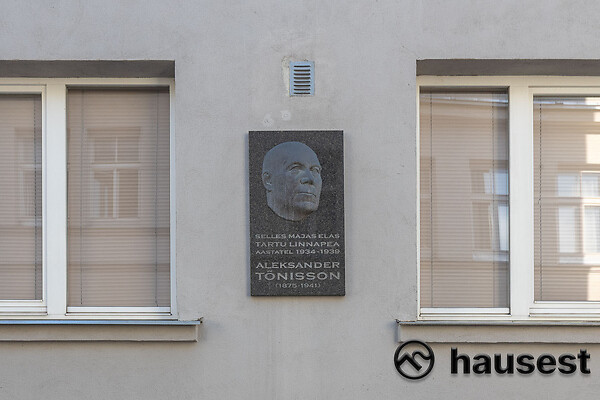 SELLES MAJAS ELAS
TARTU LINNAPEA
AASTATEL 1934-1939
ALEKSANDER
TÕNISSON
(1875-1941)
hausest